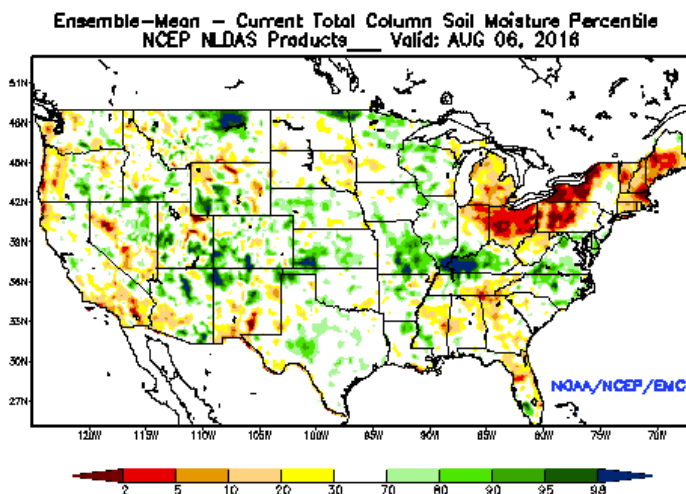 Ensemble-Mean - Current Total Column Soil Moisture Percentile
NCEP NLDAS Products___ Valid: AUG 06, 2016
51N
48N
45N
42N
39N
36N
33N
30N
27N
NOAA/NCEP/EMC
120W 115W 110W 105W 100W 95W 90W 85W 80W 75W 70W
2 5 10 20 30 70 80 90 95 98